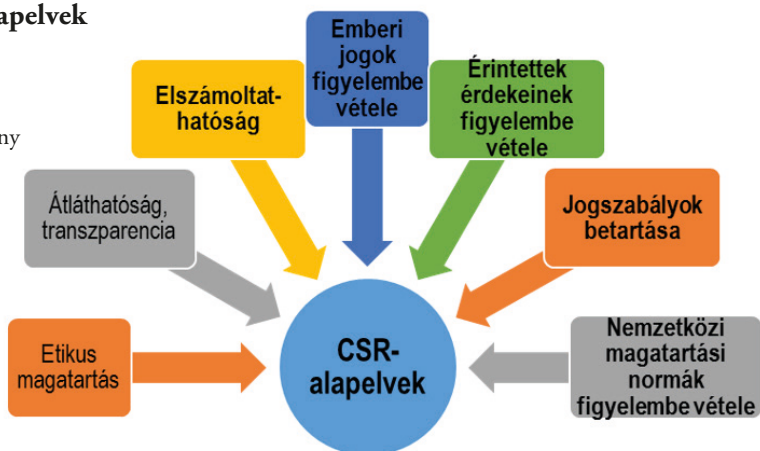 apelvek
ny
Emberi
jogok
figyelembe
vétele
Elszámoltat-
hatóság
Érintettek
érdekeinek
figyelembe
vétele
Átláthatóság,
transzparencia
Jogszabályok
betartása
Etikus
magatartás
CSR-
alapelvek
Nemzetközi
magatartási
normák
figyelembe vétele